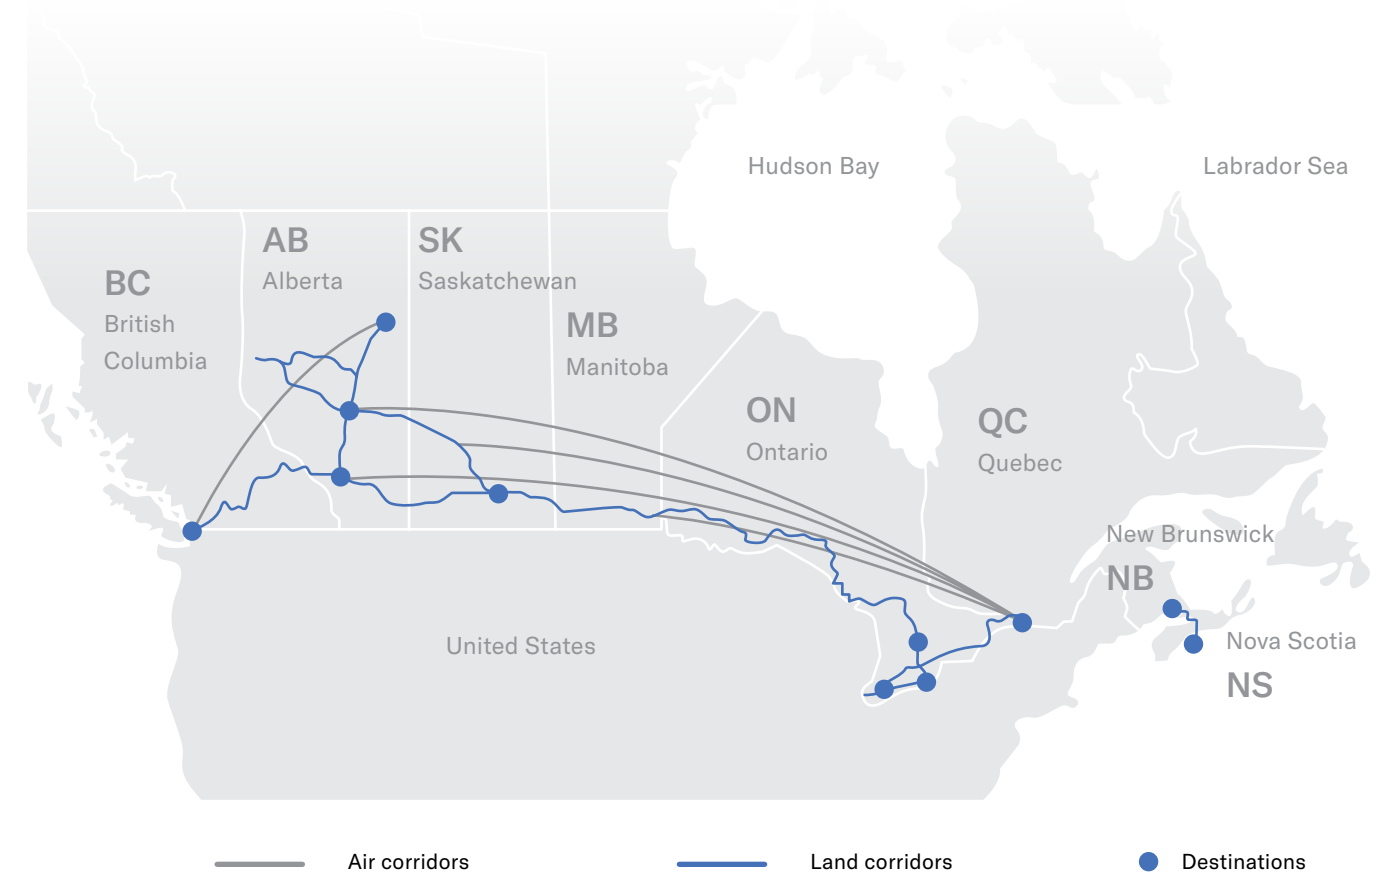 Hudson Bay
Labrador Sea
AB
Alberta
SK
Saskatchewan
BC
British
Columbia
MB
Manitoba
ON
Ontario
QC
Quebec
New Brunswick
NB
United States
Nova Scotia
NS
Air corridors
Land corridors
Destinations